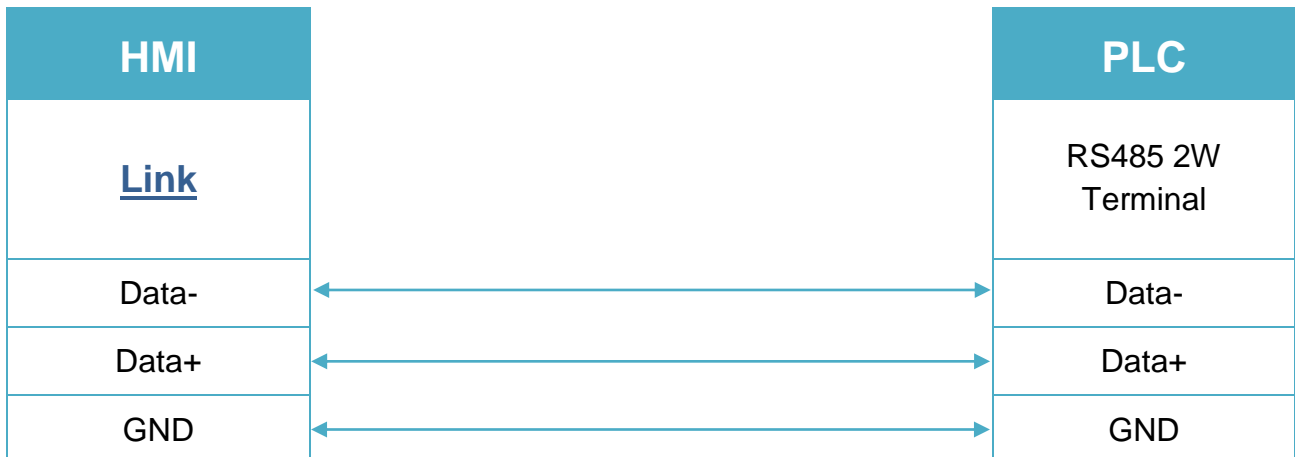 HMI PLC
Link RS485 2W
Terminal
Data- Data-
Data+ Data+
GND GND